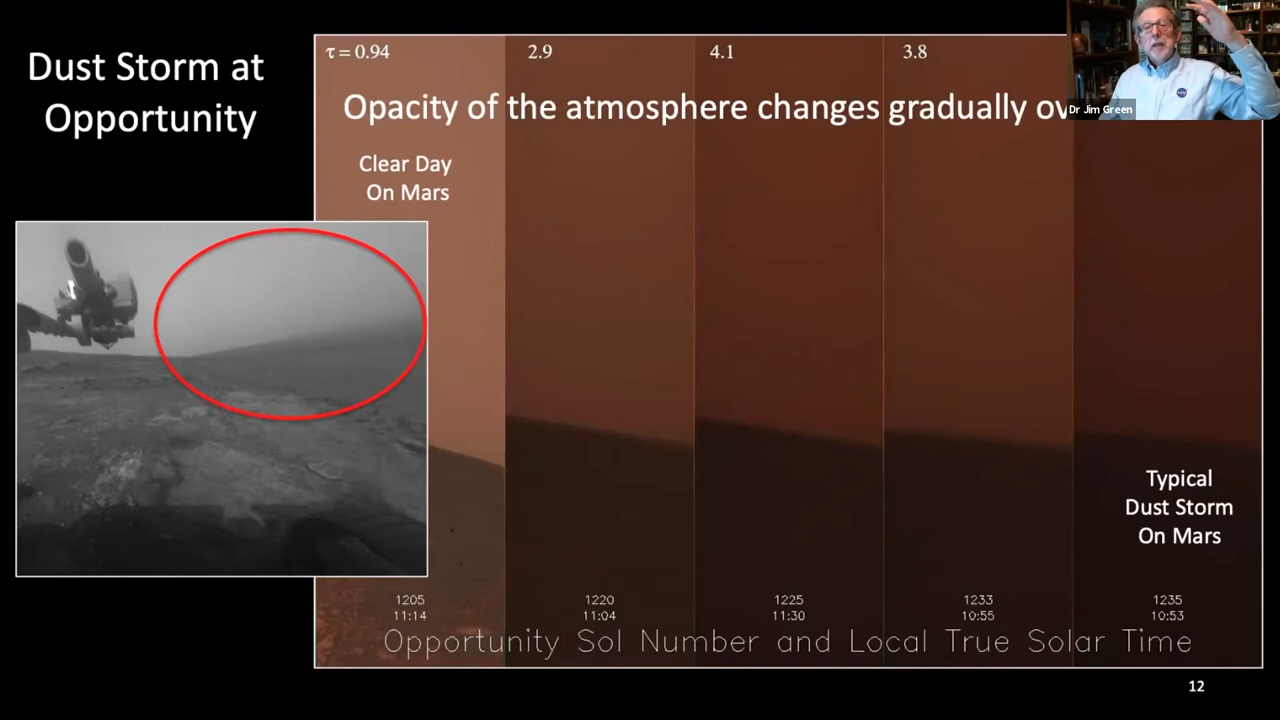 Dust Storm at
Opportunity
τ = 0.94
2.9
4.1
3.8
Opacity of the atmosphere changes gradually
Dr Jim Green
Clear Day
On Mars
Typical
Dust Storm
On Mars
1205
11:14
1220
11:04
1225
11:30
1233
10:55
1235
10:53
Opportunity Sol Number and Local True Solar Time
12